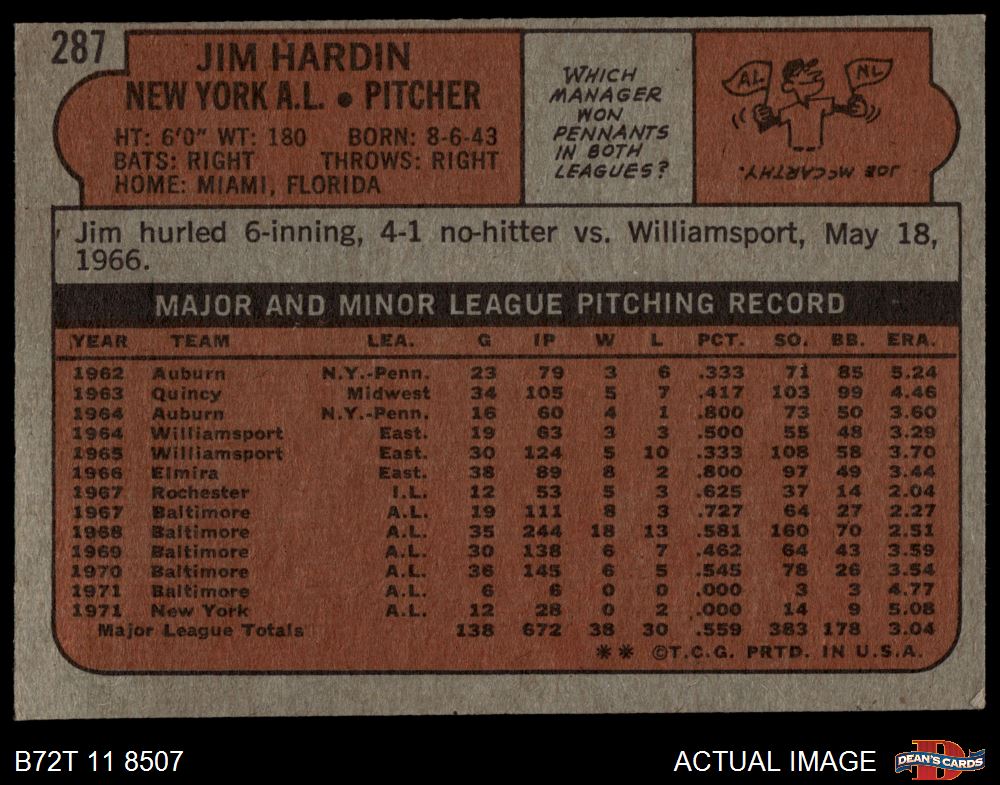 287
JIM HARDIN
NEW YORK A.L. • PITCHER
HT: 6'0" WT: 180 BORN: 8-6-43
BATS: RIGHT THROWS: RIGHT
HOME: MIAMI, FLORIDA
WHICH
MANAGER
WON
PENNANTS
IN BOTH
LEAGUES?
AL NL
JOE McCARTHY.
Jim hurled 6-inning, 4-1 no-hitter vs. Williamsport, May 18,
1966.
MAJOR AND MINOR LEAGUE PITCHING RECORD
YEAR TEAM LEA. G IP W L PCT. SO. BB. ERA.
1962 Auburn N.Y.-Penn. 23 79 3 6 .333 71 85 5.24
1963 Quincy Midwest 34 105 5 7 .417 103 99 4.46
1964 Auburn N.Y.-Penn. 16 60 4 1 .800 73 50 3.60
1964 Williamsport East. 19 63 3 3 .500 55 48 3.29
1965 Williamsport East. 30 124 5 10 .333 108 58 3.70
1966 Elmira East. 38 89 8 2 .800 97 49 3.44
1967 Rochester I.L. 12 53 5 3 .625 37 14 2.04
1967 Baltimore A.L. 19 111 8 3 .727 64 27 2.27
1968 Baltimore A.L. 35 244 18 13 .581 160 70 2.51
1969 Baltimore A.L. 30 138 6 7 .462 64 43 3.59
1970 Baltimore A.L. 36 145 6 5 .545 78 26 3.54
1971 Baltimore A.L. 6 6 0 0 .000 3 3 4.77
1971 New York A.L. 12 28 0 2 .000 14 9 5.08
Major League Totals 138 672 38 30 .559 383 178 3.04
** ©T.C.G. PRTD. IN U.S.A.
B72T 11 8507 ACTUAL IMAGE DEAN'S CARDS